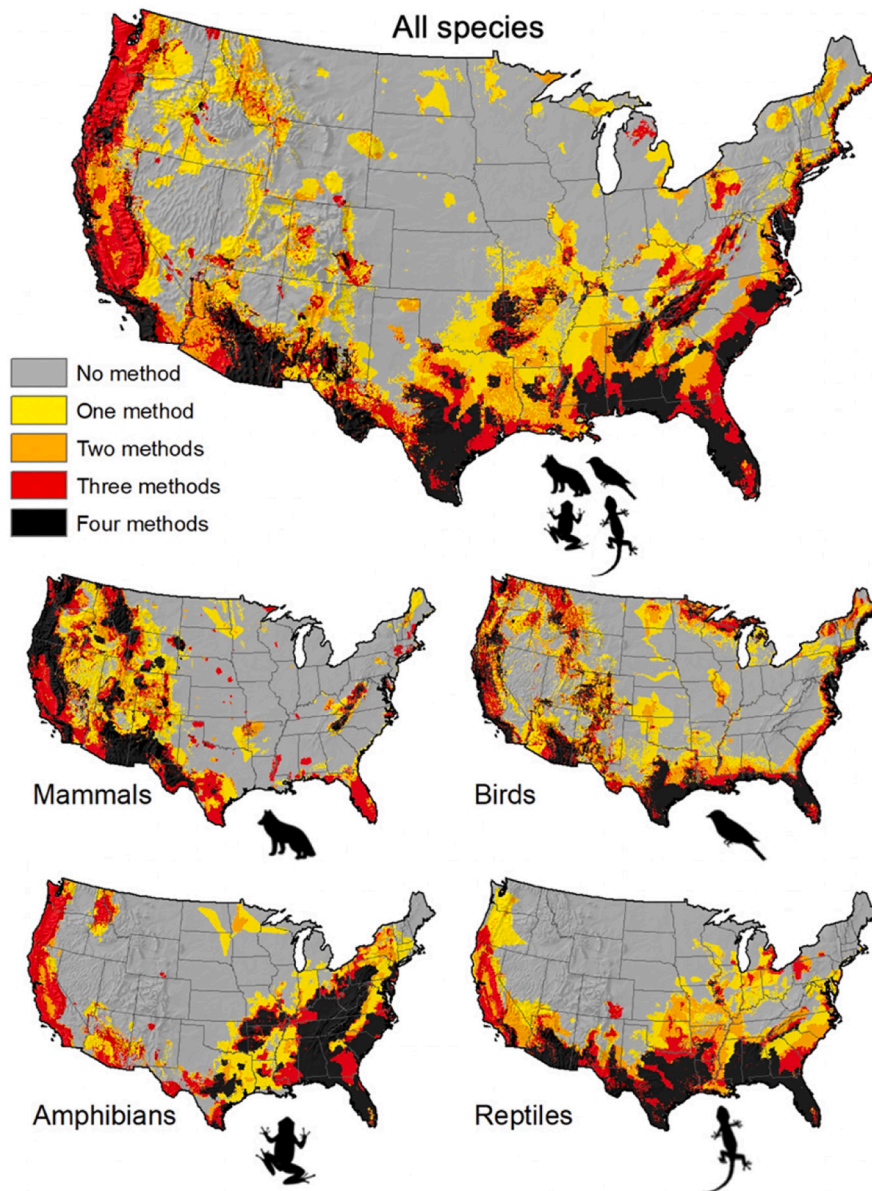 All species
No method
One method
Two methods
Three methods
Four methods
Mammals
Birds
Amphibians
Reptiles